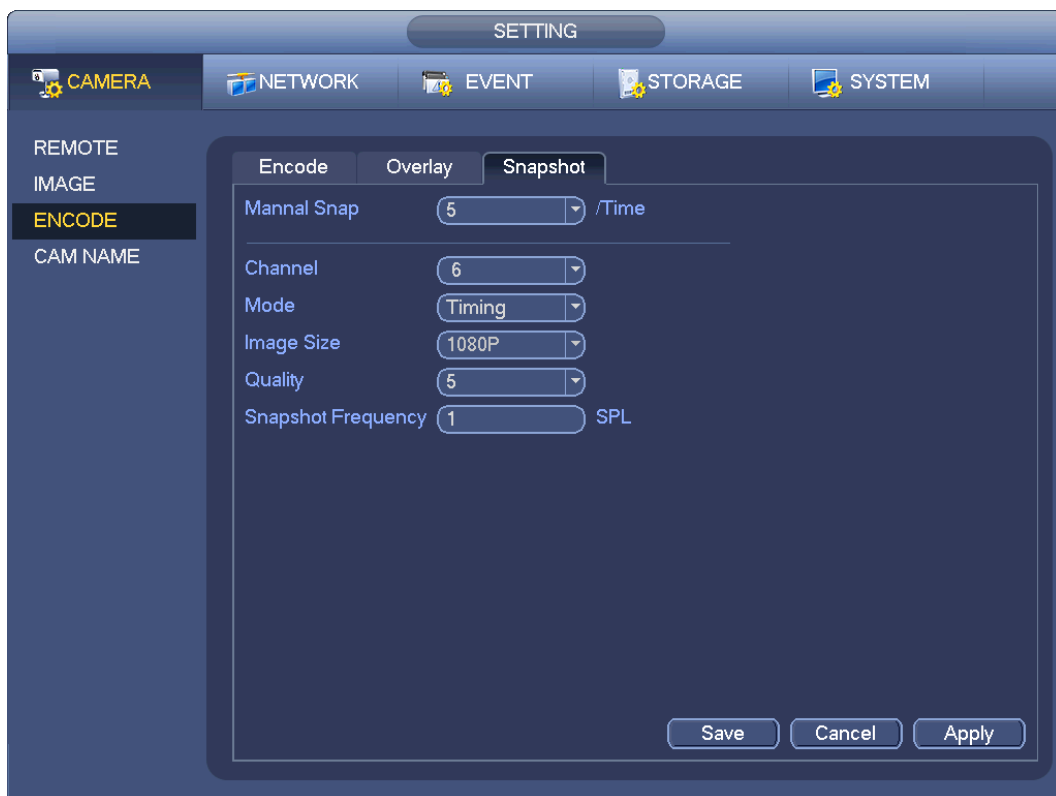 SETTING
CAMERA NETWORK EVENT STORAGE SYSTEM
REMOTE
IMAGE
ENCODE
CAM NAME
Encode Overlay Snapshot
Mannal Snap 5 /Time
Channel 6
Mode Timing
Image Size 1080P
Quality 5
Snapshot Frequency 1 SPL
Save Cancel Apply